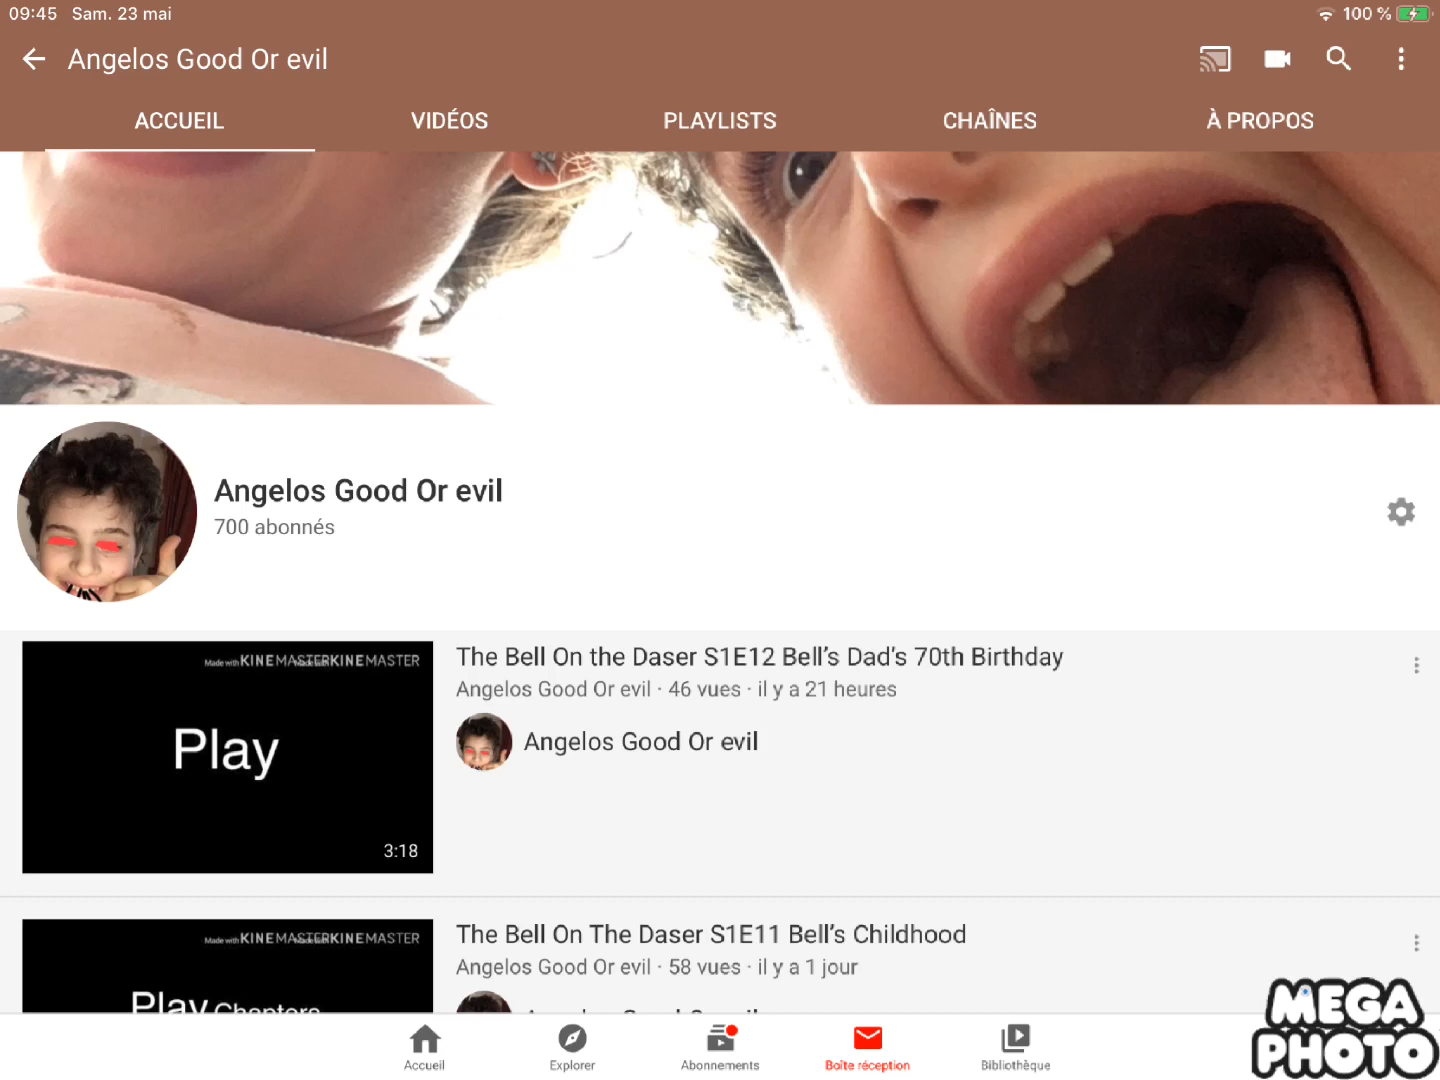 09:45 Sam. 23 mai 100 %
Angelos Good Or evil
ACCUEIL VIDÉOS PLAYLISTS CHAÎNES À PROPOS
Angelos Good Or evil
700 abonnés
Made with KINEMASTER KINEMASTER
Play
3:18
The Bell On the Daser S1E12 Bell's Dad's 70th Birthday
Angelos Good Or evil · 46 vues · il y a 21 heures
Angelos Good Or evil
Made with KINEMASTER KINEMASTER
Play Chapters
The Bell On The Daser S1E11 Bell's Childhood
Angelos Good Or evil · 58 vues · il y a 1 jour
Accueil Explorer Abonnements Boîte réception Bibliothèque
MEGA
PHOTO